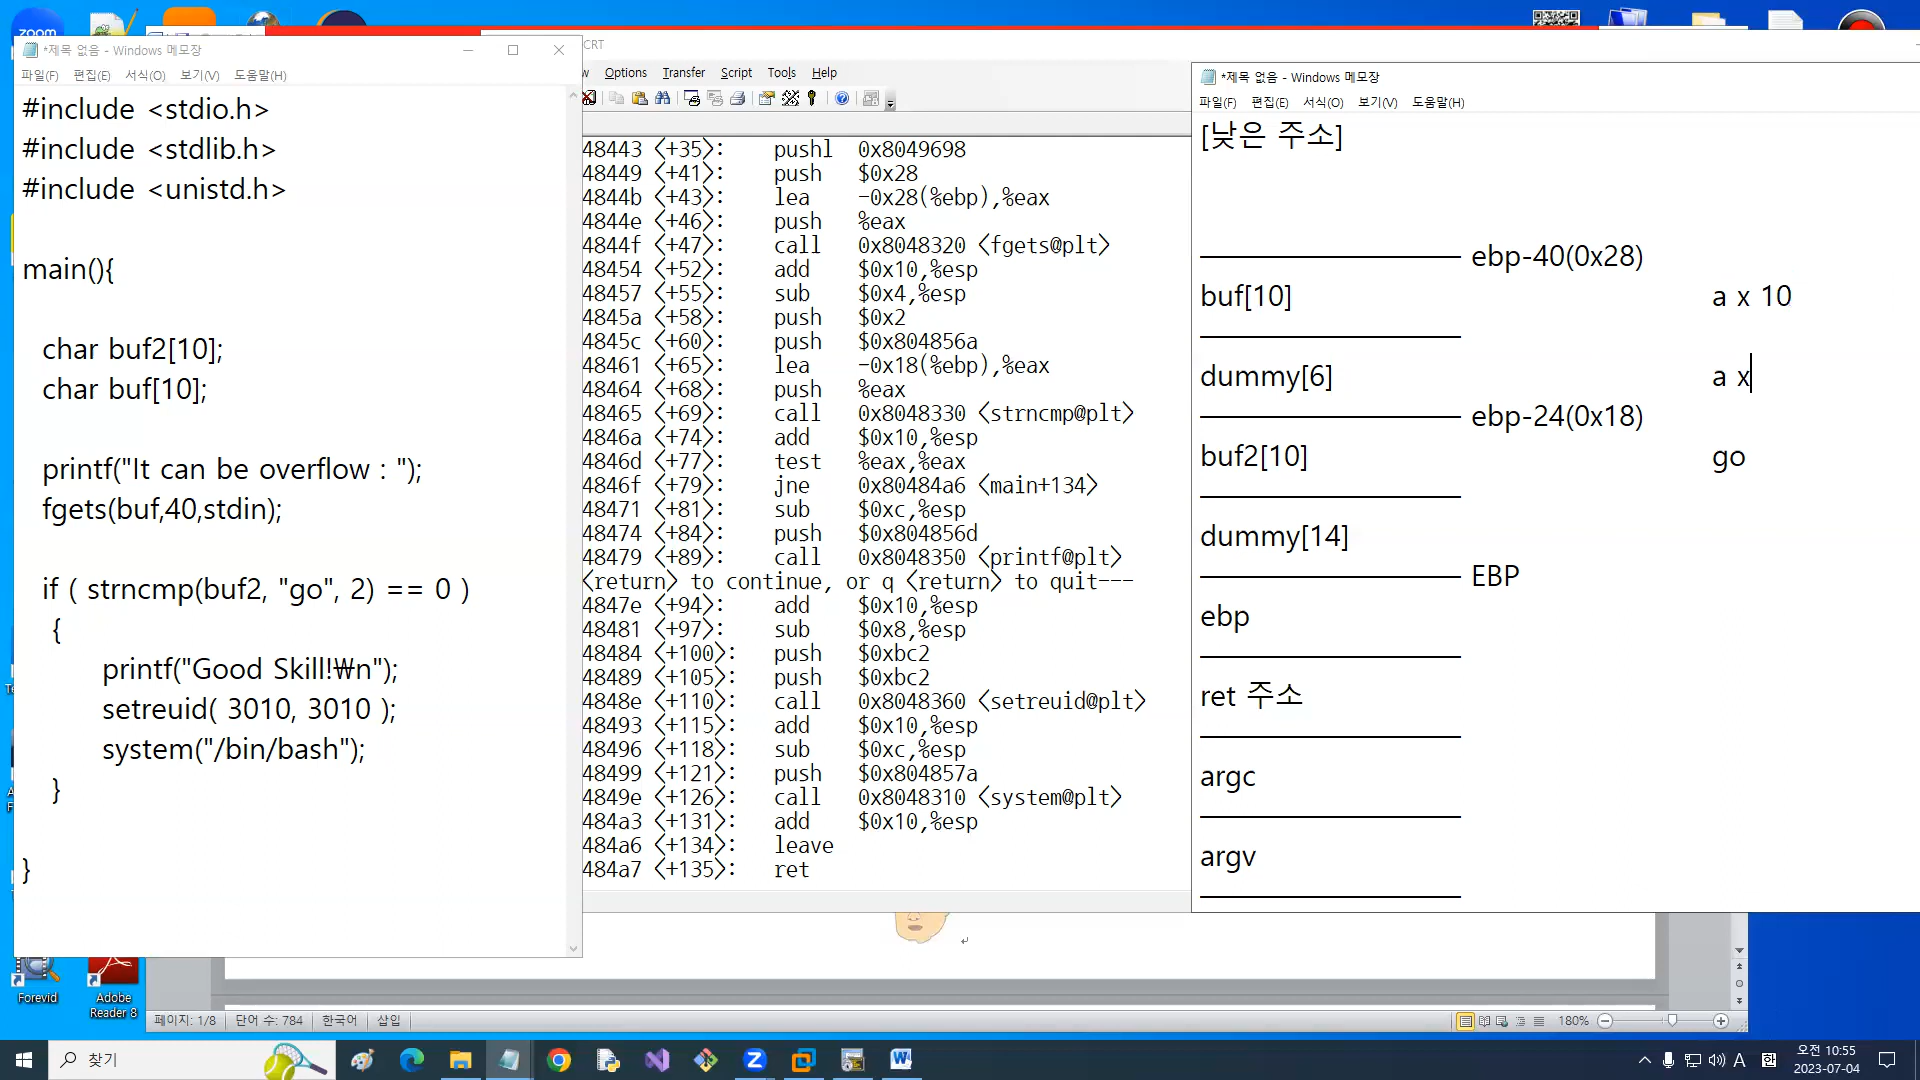 zoom
*제목 없음 - Windows 메모장
파일(F) 편집(E) 서식(O) 보기(V) 도움말(H)
#include <stdio.h>
#include <stdlib.h>
#include <unistd.h>
main(){
char buf2[10];
char buf[10];
printf("It can be overflow : ");
fgets(buf,40,stdin);
if ( strncmp(buf2, "go", 2) == 0 )
{
printf("Good Skill!₩n");
setreuid( 3010, 3010 );
system("/bin/bash");
}
}
CRT
w Options Transfer Script Tools Help
48443 <+35>: pushl 0x8049698
48449 <+41>: push $0x28
4844b <+43>: lea -0x28(%ebp),%eax
4844e <+46>: push %eax
4844f <+47>: call 0x8048320 <fgets@plt>
48454 <+52>: add $0x10,%esp
48457 <+55>: sub $0x4,%esp
4845a <+58>: push $0x2
4845c <+60>: push $0x804856a
48461 <+65>: lea -0x18(%ebp),%eax
48464 <+68>: push %eax
48465 <+69>: call 0x8048330 <strncmp@plt>
4846a <+74>: add $0x10,%esp
4846d <+77>: test %eax,%eax
4846f <+79>: jne 0x80484a6 <main+134>
48471 <+81>: sub $0xc,%esp
48474 <+84>: push $0x804856d
48479 <+89>: call 0x8048350 <printf@plt>
<return> to continue, or q <return> to quit---
4847e <+94>: add $0x10,%esp
48481 <+97>: sub $0x8,%esp
48484 <+100>: push $0xbc2
48489 <+105>: push $0xbc2
4848e <+110>: call 0x8048360 <setreuid@plt>
48493 <+115>: add $0x10,%esp
48496 <+118>: sub $0xc,%esp
48499 <+121>: push $0x804857a
4849e <+126>: call 0x8048310 <system@plt>
484a3 <+131>: add $0x10,%esp
484a6 <+134>: leave
484a7 <+135>: ret
*제목 없음 - Windows 메모장
파일(F) 편집(E) 서식(O) 보기(V) 도움말(H)
[낮은 주소]
ebp-40(0x28)
buf[10] a x 10
dummy[6] a x
ebp-24(0x18)
buf2[10] go
dummy[14]
EBP
ebp
ret 주소
argc
argv
Forevid
Adobe Reader 8
페이지: 1/8 단어 수: 784 한국어 삽입
180%
찾기
A 한
오전 10:55
2023-07-04